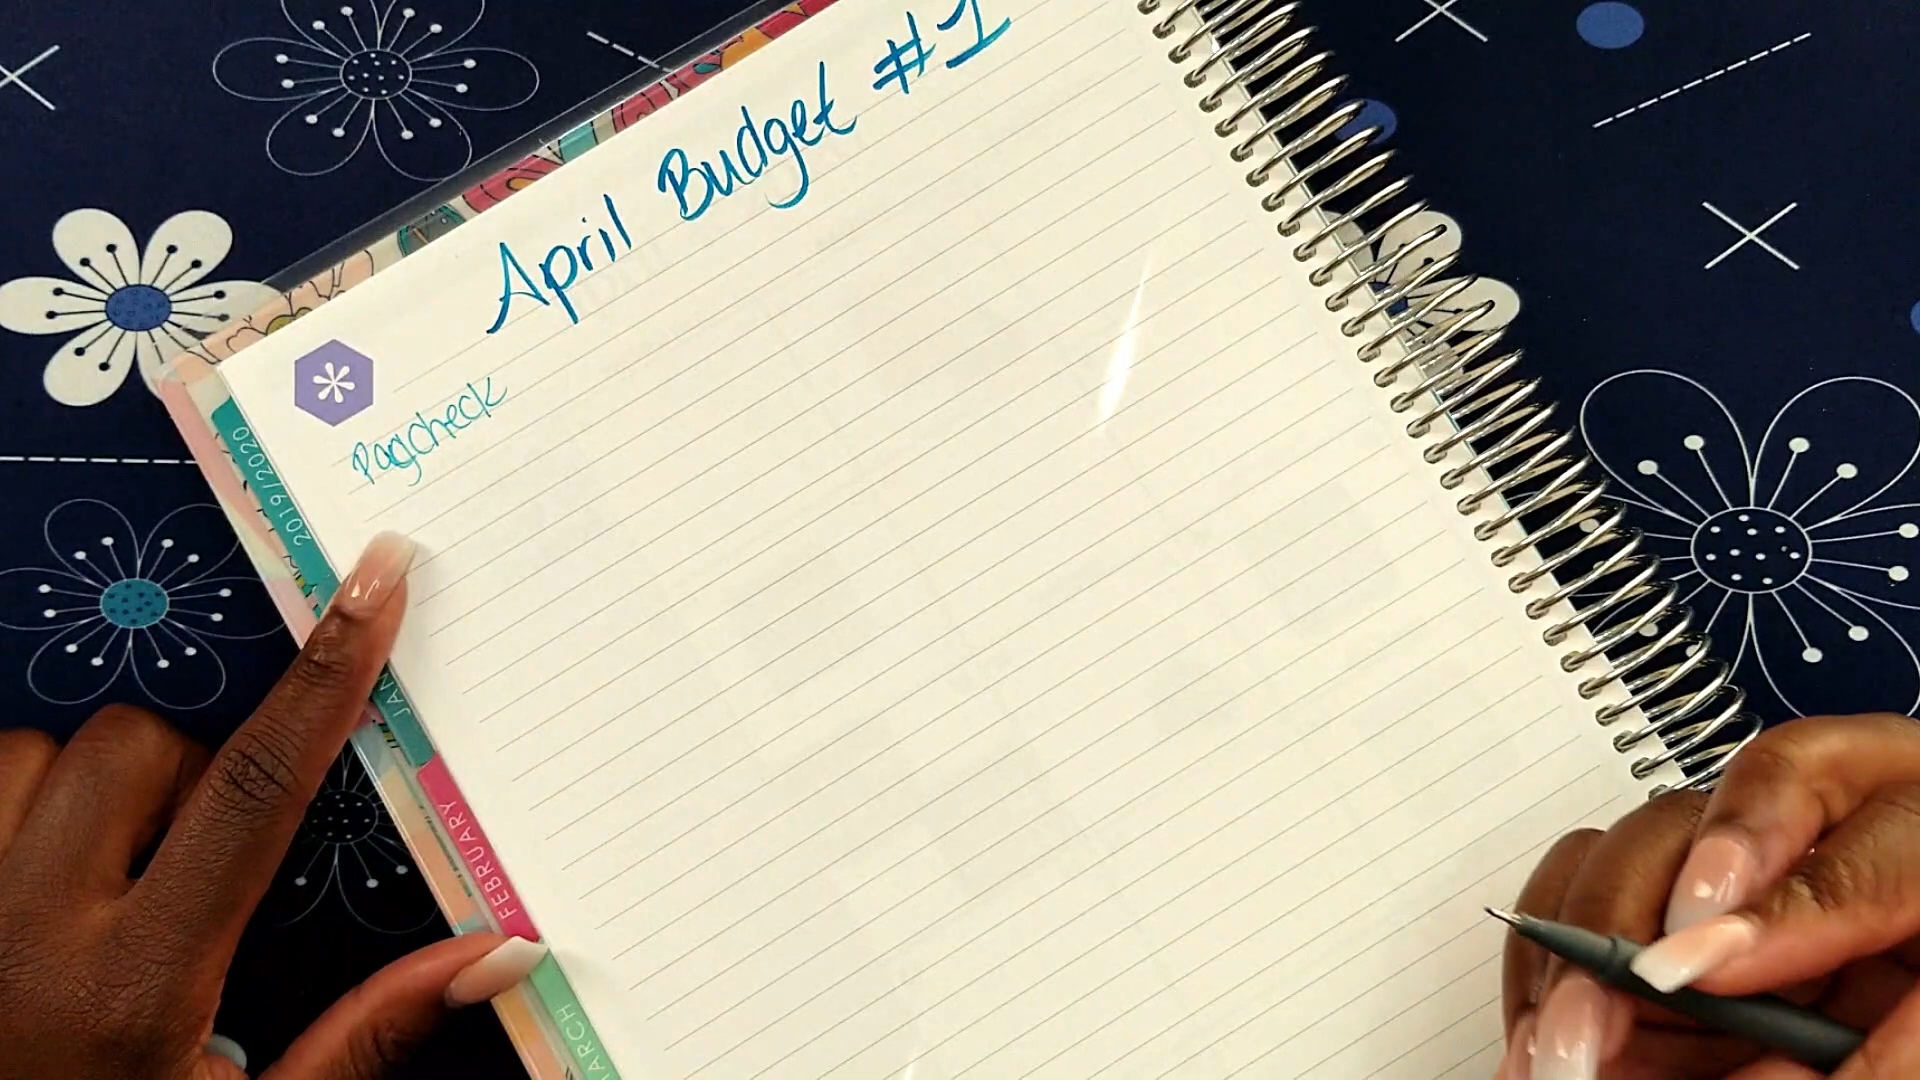 April Budget #1
Paycheck
2019/2020
JAN
FEBRUARY
MARCH